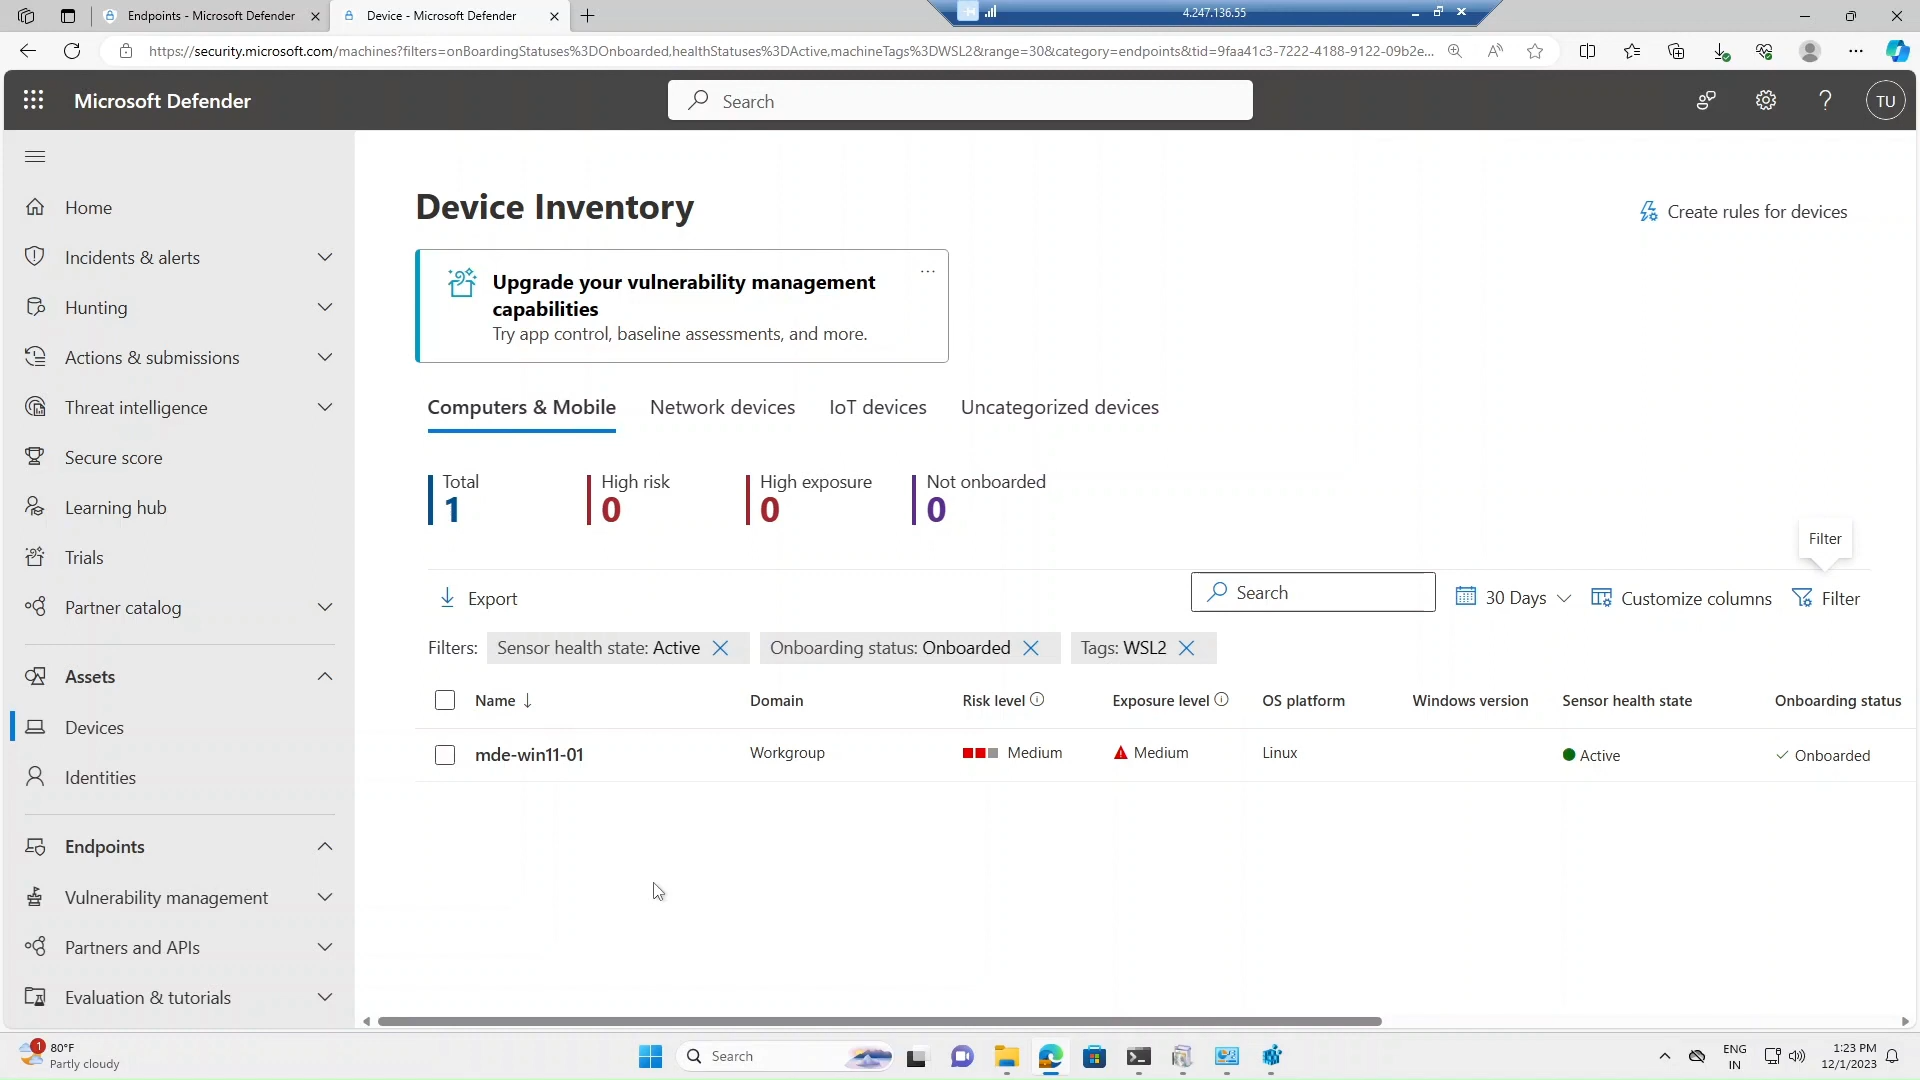 Endpoints - Microsoft Defender
Device - Microsoft Defender
4.247.136.55
https://security.microsoft.com/machines?filters=onBoardingStatuses%3DOnboarded,healthStatuses%3DActive,machineTags%3DWSL2&range=30&category=endpoints&tid=9faa41c3-7222-4188-9122-09b2e...
Microsoft Defender
Search
TU
Home
Incidents & alerts
Hunting
Actions & submissions
Threat intelligence
Secure score
Learning hub
Trials
Partner catalog
Assets
Devices
Identities
Endpoints
Vulnerability management
Partners and APIs
Evaluation & tutorials
Device Inventory
Create rules for devices
Upgrade your vulnerability management
capabilities
Try app control, baseline assessments, and more.
Computers & Mobile Network devices IoT devices Uncategorized devices
Total High risk High exposure Not onboarded
1 0 0 0
Filter
Export Search 30 Days Customize columns Filter
Filters: Sensor health state: Active Onboarding status: Onboarded Tags: WSL2
Name Domain Risk level Exposure level OS platform Windows version Sensor health state Onboarding status
mde-win11-01 Workgroup Medium Medium Linux Active Onboarded
1
80°F
Partly cloudy
Search
ENG
IN
1:23 PM
12/1/2023